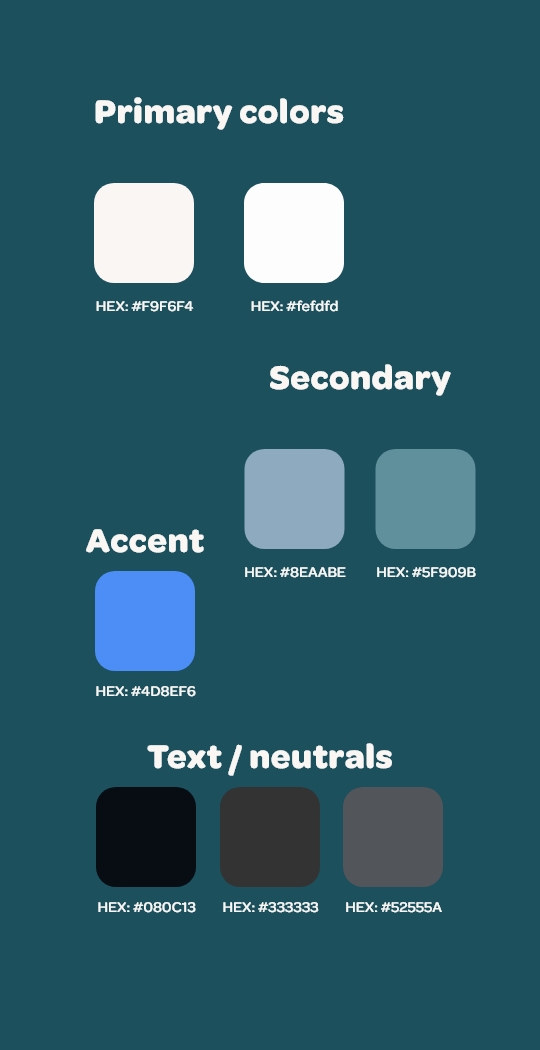 Primary colors
HEX: #F9F6F4
HEX: #fefdfd
Secondary
HEX: #8EAABE
HEX: #5F909B
Accent
HEX: #4D8EF6
Text / neutrals
HEX: #080C13
HEX: #333333
HEX: #52555A